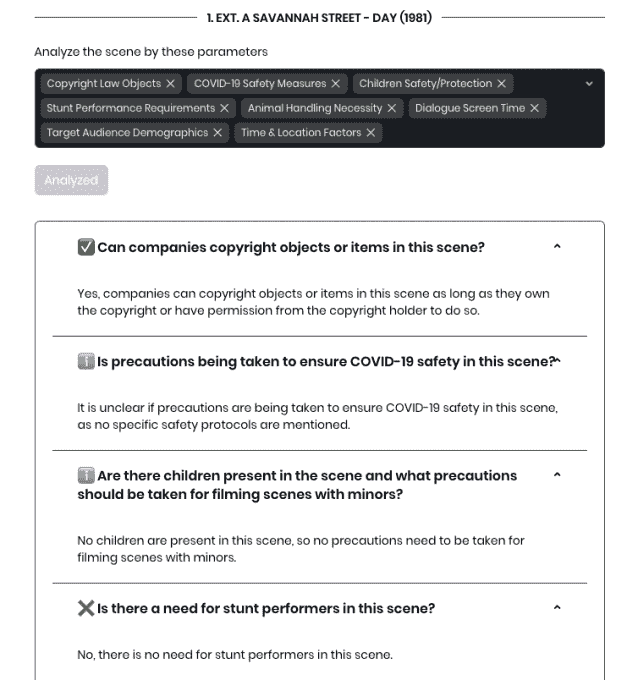 1. EXT. A SAVANNAH STREET - DAY (1981)
Analyze the scene by these parameters
Copyright Law Objects × COVID-19 Safety Measures × Children Safety/Protection ×
Stunt Performance Requirements × Animal Handling Necessity × Dialogue Screen Time ×
Target Audience Demographics × Time & Location Factors ×
Analyzed
Can companies copyright objects or items in this scene?
Yes, companies can copyright objects or items in this scene as long as they own
the copyright or have permission from the copyright holder to do so.
Is precautions being taken to ensure COVID-19 safety in this scene?
It is unclear if precautions are being taken to ensure COVID-19 safety in this scene,
as no specific safety protocols are mentioned.
Are there children present in the scene and what precautions
should be taken for filming scenes with minors?
No children are present in this scene, so no precautions need to be taken for
filming scenes with minors.
Is there a need for stunt performers in this scene?
No, there is no need for stunt performers in this scene.